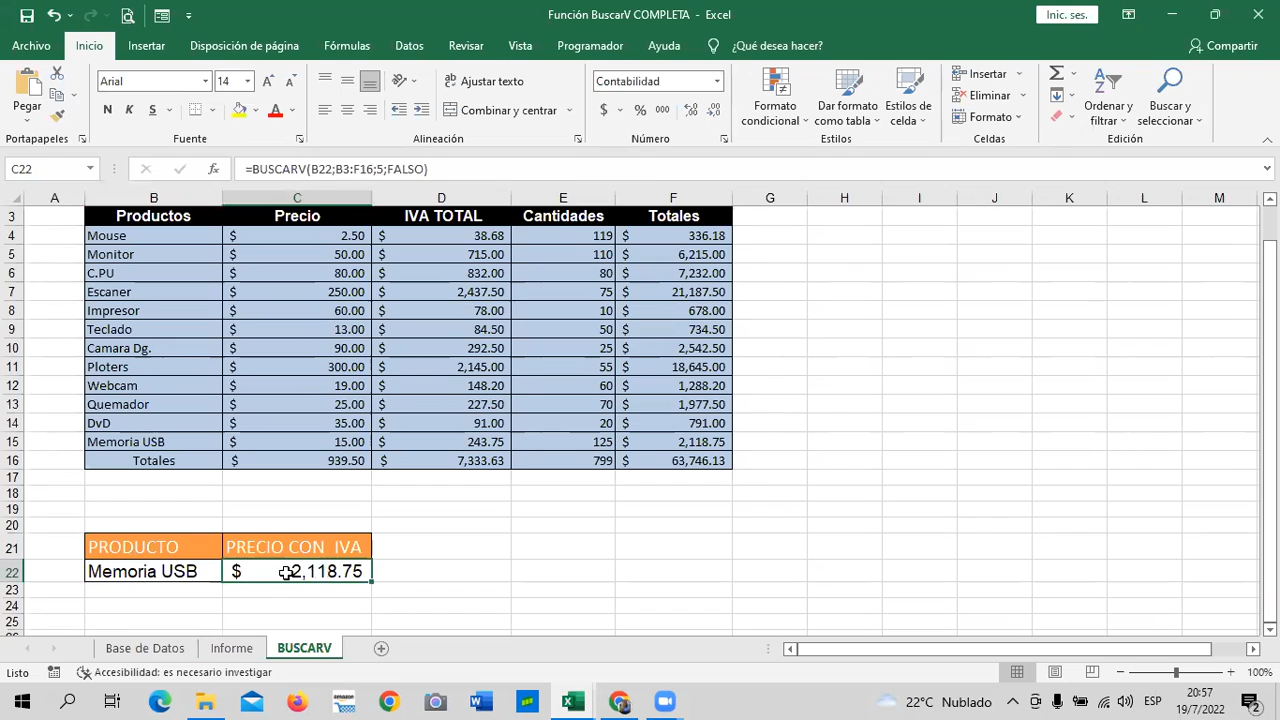 Función BuscarV COMPLETA - Excel
Inic. ses.
Archivo Inicio Insertar Disposición de página Fórmulas Datos Revisar Vista Programador Ayuda ¿Qué desea hacer? Compartir
Pegar
Arial 14
N K S
Ajustar texto
Combinar y centrar
Contabilidad
$ % 000
Formato condicional
Dar formato como tabla
Estilos de celda
Insertar
Eliminar
Formato
Ordenar y filtrar
Buscar y seleccionar
Portapapeles Fuente Alineación Número Estilos Celdas Edición
C22 fx =BUSCARV(B22;B3:F16;5;FALSO)
A B C D E F G H I J K L M
3 Productos Precio IVA TOTAL Cantidades Totales
4 Mouse $ 2.50 $ 38.68 119 $ 336.18
5 Monitor $ 50.00 $ 715.00 110 $ 6,215.00
6 C.PU $ 80.00 $ 832.00 80 $ 7,232.00
7 Escaner $ 250.00 $ 2,437.50 75 $ 21,187.50
8 Impresor $ 60.00 $ 78.00 10 $ 678.00
9 Teclado $ 13.00 $ 84.50 50 $ 734.50
10 Camara Dg. $ 90.00 $ 292.50 25 $ 2,542.50
11 Ploters $ 300.00 $ 2,145.00 55 $ 18,645.00
12 Webcam $ 19.00 $ 148.20 60 $ 1,288.20
13 Quemador $ 25.00 $ 227.50 70 $ 1,977.50
14 DvD $ 35.00 $ 91.00 20 $ 791.00
15 Memoria USB $ 15.00 $ 243.75 125 $ 2,118.75
16 Totales $ 939.50 $ 7,333.63 799 $ 63,746.13
17
18
19
20
21 PRODUCTO PRECIO CON IVA
22 Memoria USB $ 2,118.75
23
24
25
Base de Datos Informe BUSCARV
Listo Accesibilidad: es necesario investigar 100%
22°C Nublado ESP 20:57
19/7/2022 2